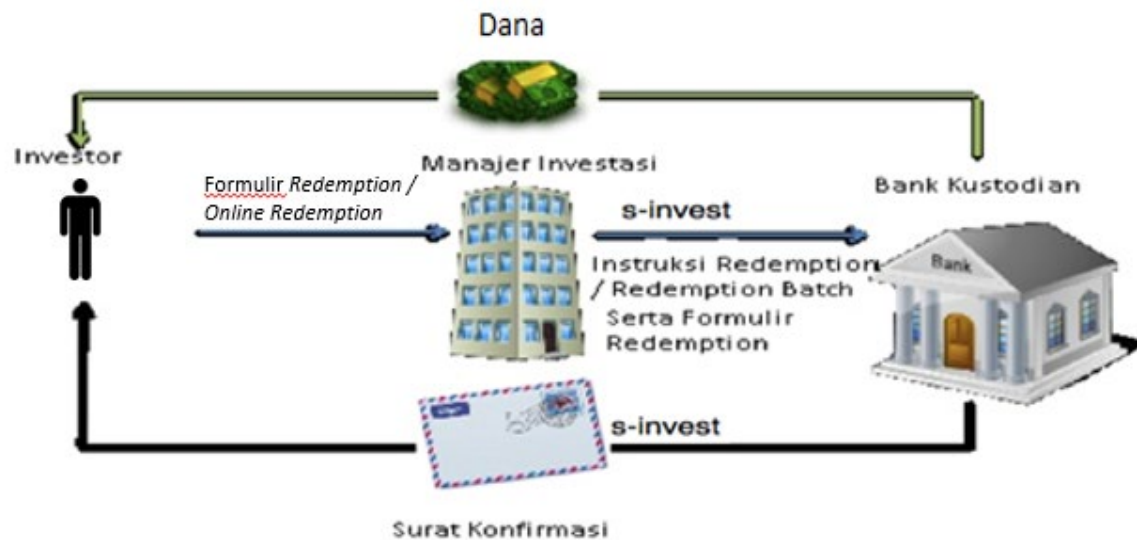 Dana
Investor
Manajer Investasi
Bank Kustodian
Formulir Redemption /
Online Redemption
s-invest
Instruksi Redemption
/ Redemption Batch
Serta Formulir
Redemption
Bank
s-invest
Surat Konfirmasi